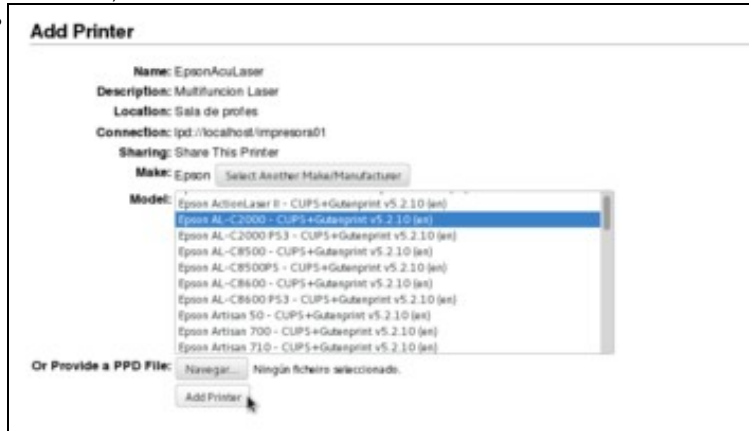 Add Printer
Name: EpsonAcuLaser
Description: Multifuncion Laser
Location: Sala de profes
Connection: lpd://localhost/impresora01
Sharing: Share This Printer
Make: Epson Select Another Make/Manufacturer
Model:
Epson ActionLaser II - CUPS+Gutenprint v5.2.10 (en)
Epson AL-C2000 - CUPS+Gutenprint v5.2.10 (en)
Epson AL-C2000 PS3 - CUPS+Gutenprint v5.2.10 (en)
Epson AL-C8500 - CUPS+Gutenprint v5.2.10 (en)
Epson AL-C8500PS - CUPS+Gutenprint v5.2.10 (en)
Epson AL-C8600 - CUPS+Gutenprint v5.2.10 (en)
Epson AL-C8600 PS3 - CUPS+Gutenprint v5.2.10 (en)
Epson Artisan 50 - CUPS+Gutenprint v5.2.10 (en)
Epson Artisan 700 - CUPS+Gutenprint v5.2.10 (en)
Epson Artisan 710 - CUPS+Gutenprint v5.2.10 (en)
Or Provide a PPD File: Navegar... Ningún ficheiro seleccionado.
Add Printer